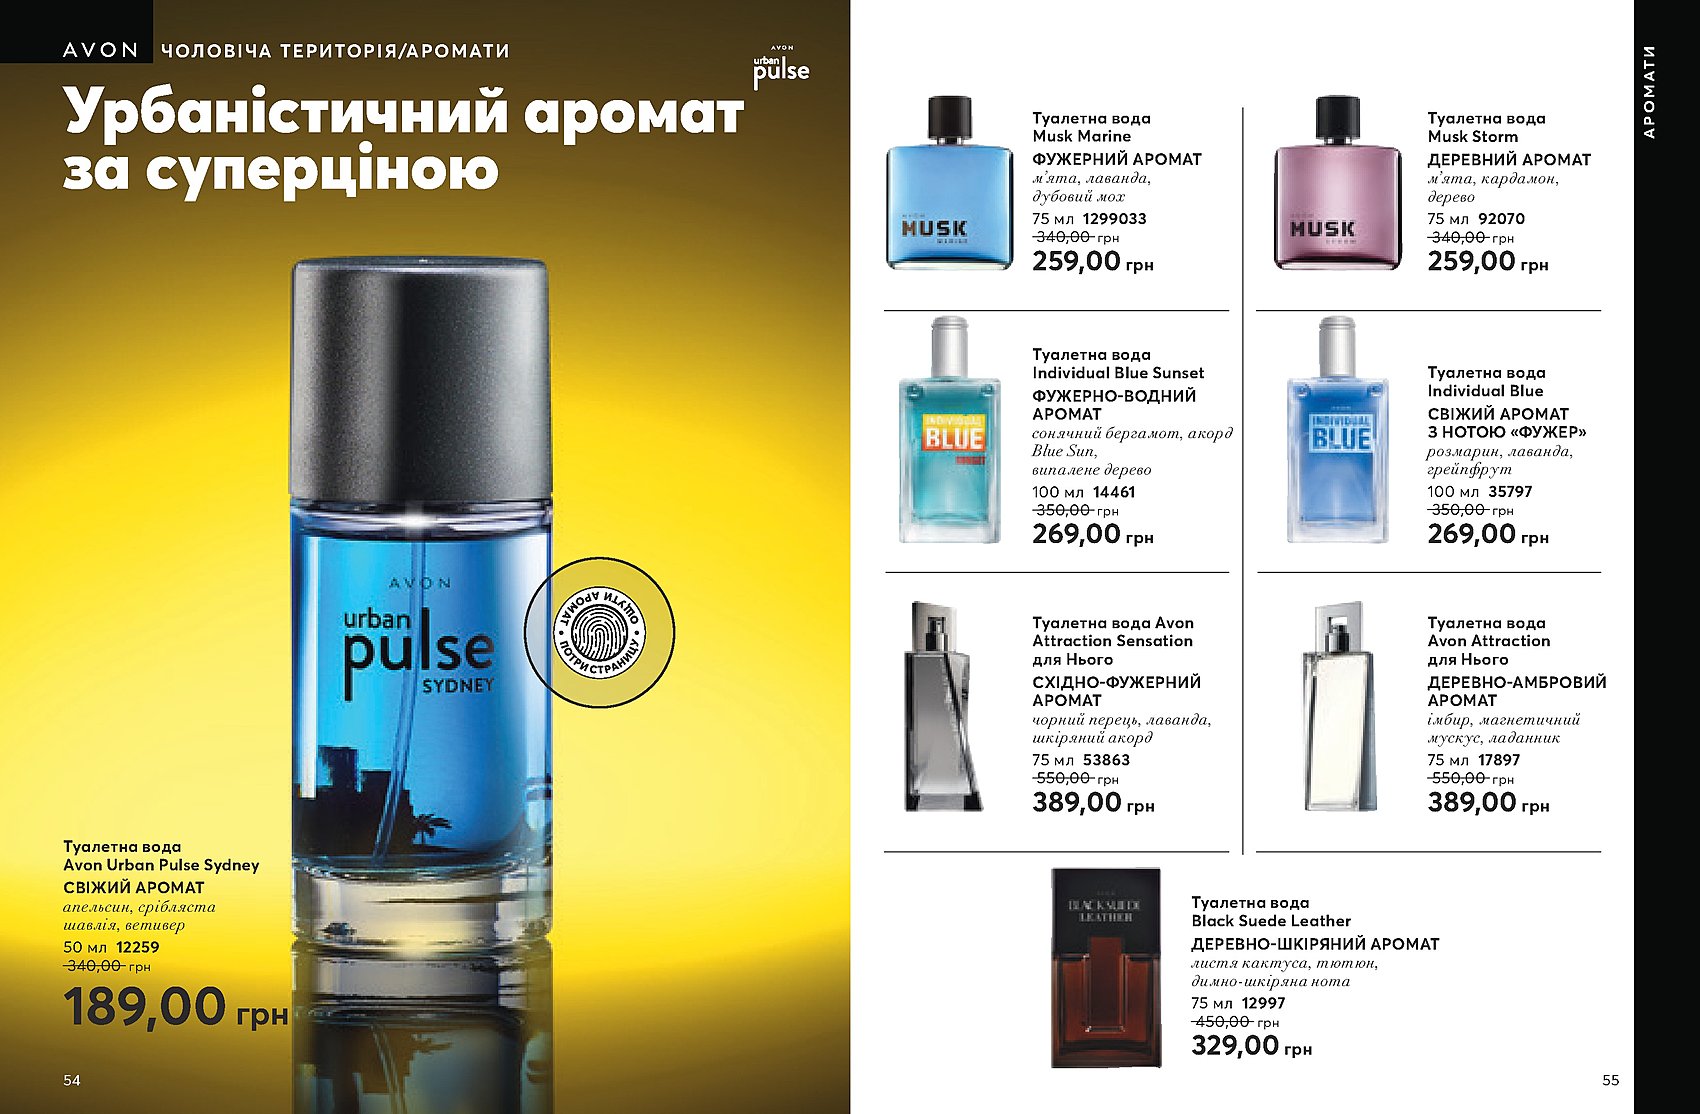 AVON ЧОЛОВІЧА ТЕРИТОРІЯ/АРОМАТИ
AVON
urban
pulse
Урбаністичний аромат
за суперціною
AVON
urban
pulse
SYDNEY
ОЩУТИ АРОМАТ • ПОТРИ СТРАНИЦУ •
Туалетна вода
Avon Urban Pulse Sydney
СВІЖИЙ АРОМАТ
апельсин, срібляста
шавлія, ветивер
50 мл 12259
340,00 грн
189,00 грн
54
АРОМАТИ
MUSK
MARINE
Туалетна вода
Musk Marine
ФУЖЕРНИЙ АРОМАТ
м’ята, лаванда,
дубовий мох
75 мл 1299033
340,00 грн
259,00 грн
MUSK
STORM
Туалетна вода
Musk Storm
ДЕРЕВНИЙ АРОМАТ
м’ята, кардамон,
дерево
75 мл 92070
340,00 грн
259,00 грн
INDIVIDUAL
BLUE
SUNSET
Туалетна вода
Individual Blue Sunset
ФУЖЕРНО-ВОДНИЙ
АРОМАТ
сонячний бергамот, акорд
Blue Sun,
випалене дерево
100 мл 14461
350,00 грн
269,00 грн
INDIVIDUAL
BLUE
Туалетна вода
Individual Blue
СВІЖИЙ АРОМАТ
З НОТОЮ «ФУЖЕР»
розмарин, лаванда,
грейпфрут
100 мл 35797
350,00 грн
269,00 грн
Туалетна вода Avon
Attraction Sensation
для Нього
СХІДНО-ФУЖЕРНИЙ
АРОМАТ
чорний перець, лаванда,
шкіряний акорд
75 мл 53863
550,00 грн
389,00 грн
Туалетна вода
Avon Attraction
для Нього
ДЕРЕВНО-АМБРОВИЙ
АРОМАТ
імбир, магнетичний
мускус, ладанник
75 мл 17897
550,00 грн
389,00 грн
BLACK SUEDE
LEATHER
Туалетна вода
Black Suede Leather
ДЕРЕВНО-ШКІРЯНИЙ АРОМАТ
листя кактуса, тютюн,
димно-шкіряна нота
75 мл 12997
450,00 грн
329,00 грн
55